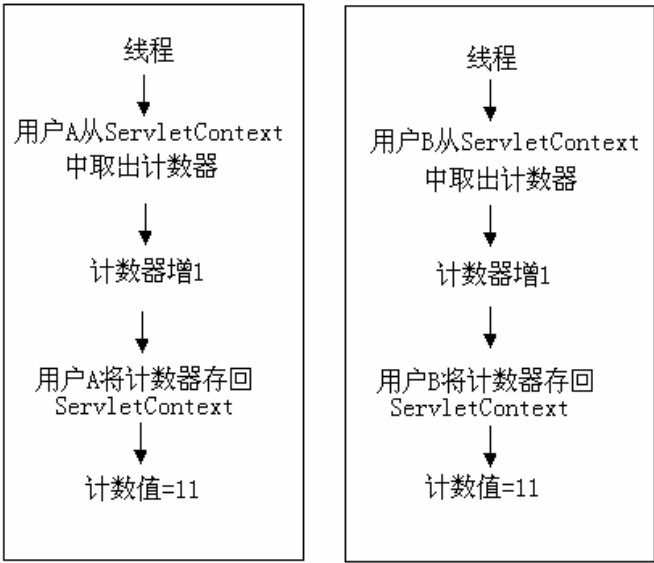 线程
用户A从ServletContext
中取出计数器
计数器增1
用户A将计数器存回
ServletContext
计数值=11
线程
用户B从ServletContext
中取出计数器
计数器增1
用户B将计数器存回
ServletContext
计数值=11